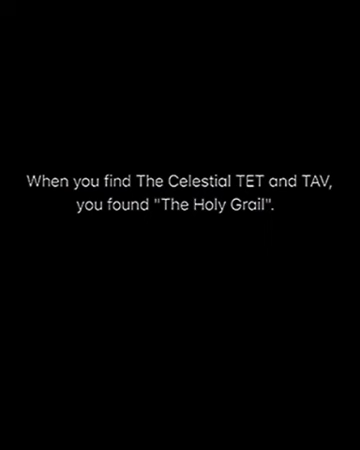 When you find The Celestial TET and TAV,
you found "The Holy Grail".